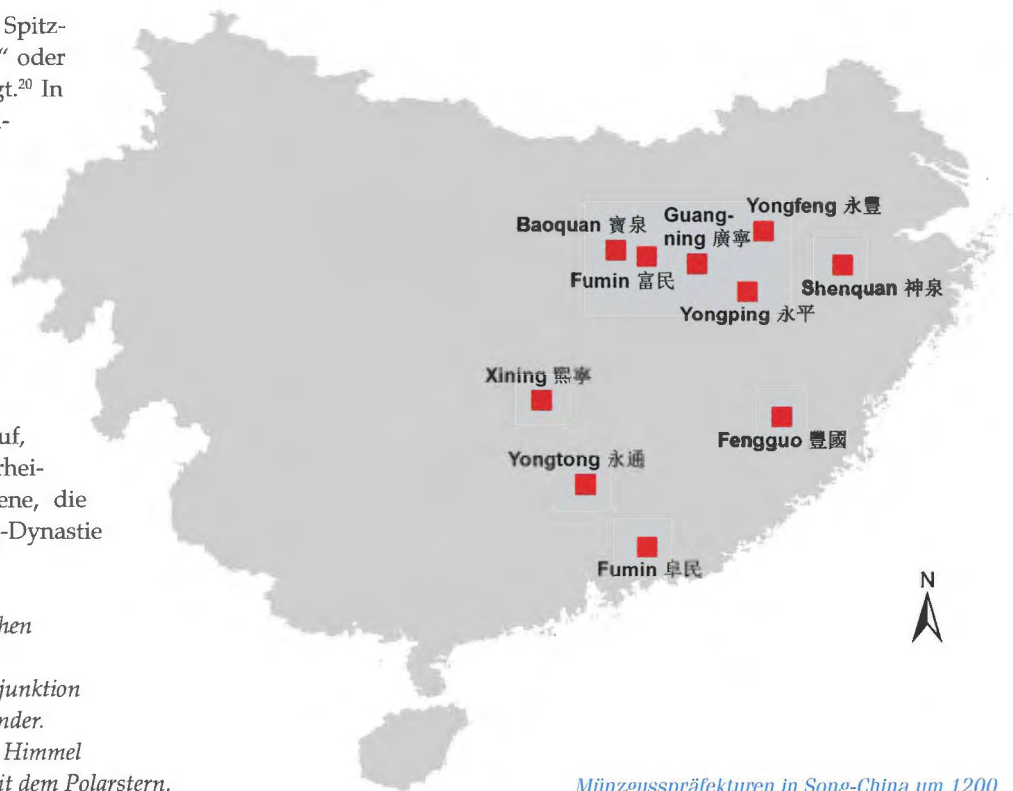 Spitz-
“ oder
gt.²⁰ In
uf,
rhei-
ene, die
-Dynastie
hen
junktion
nder.
Himmel
it dem Polarstern.
Yongfeng 永豐
Guang-
ning 廣寧
Baoquan 寶泉
Fumin 富民
Shenquan 神泉
Yongping 永平
Xining 熙寧
Fengguo 豐國
Yongtong 永通
Fumin 阜民
N
Münzgusspräfekturen in Song-China um 1200